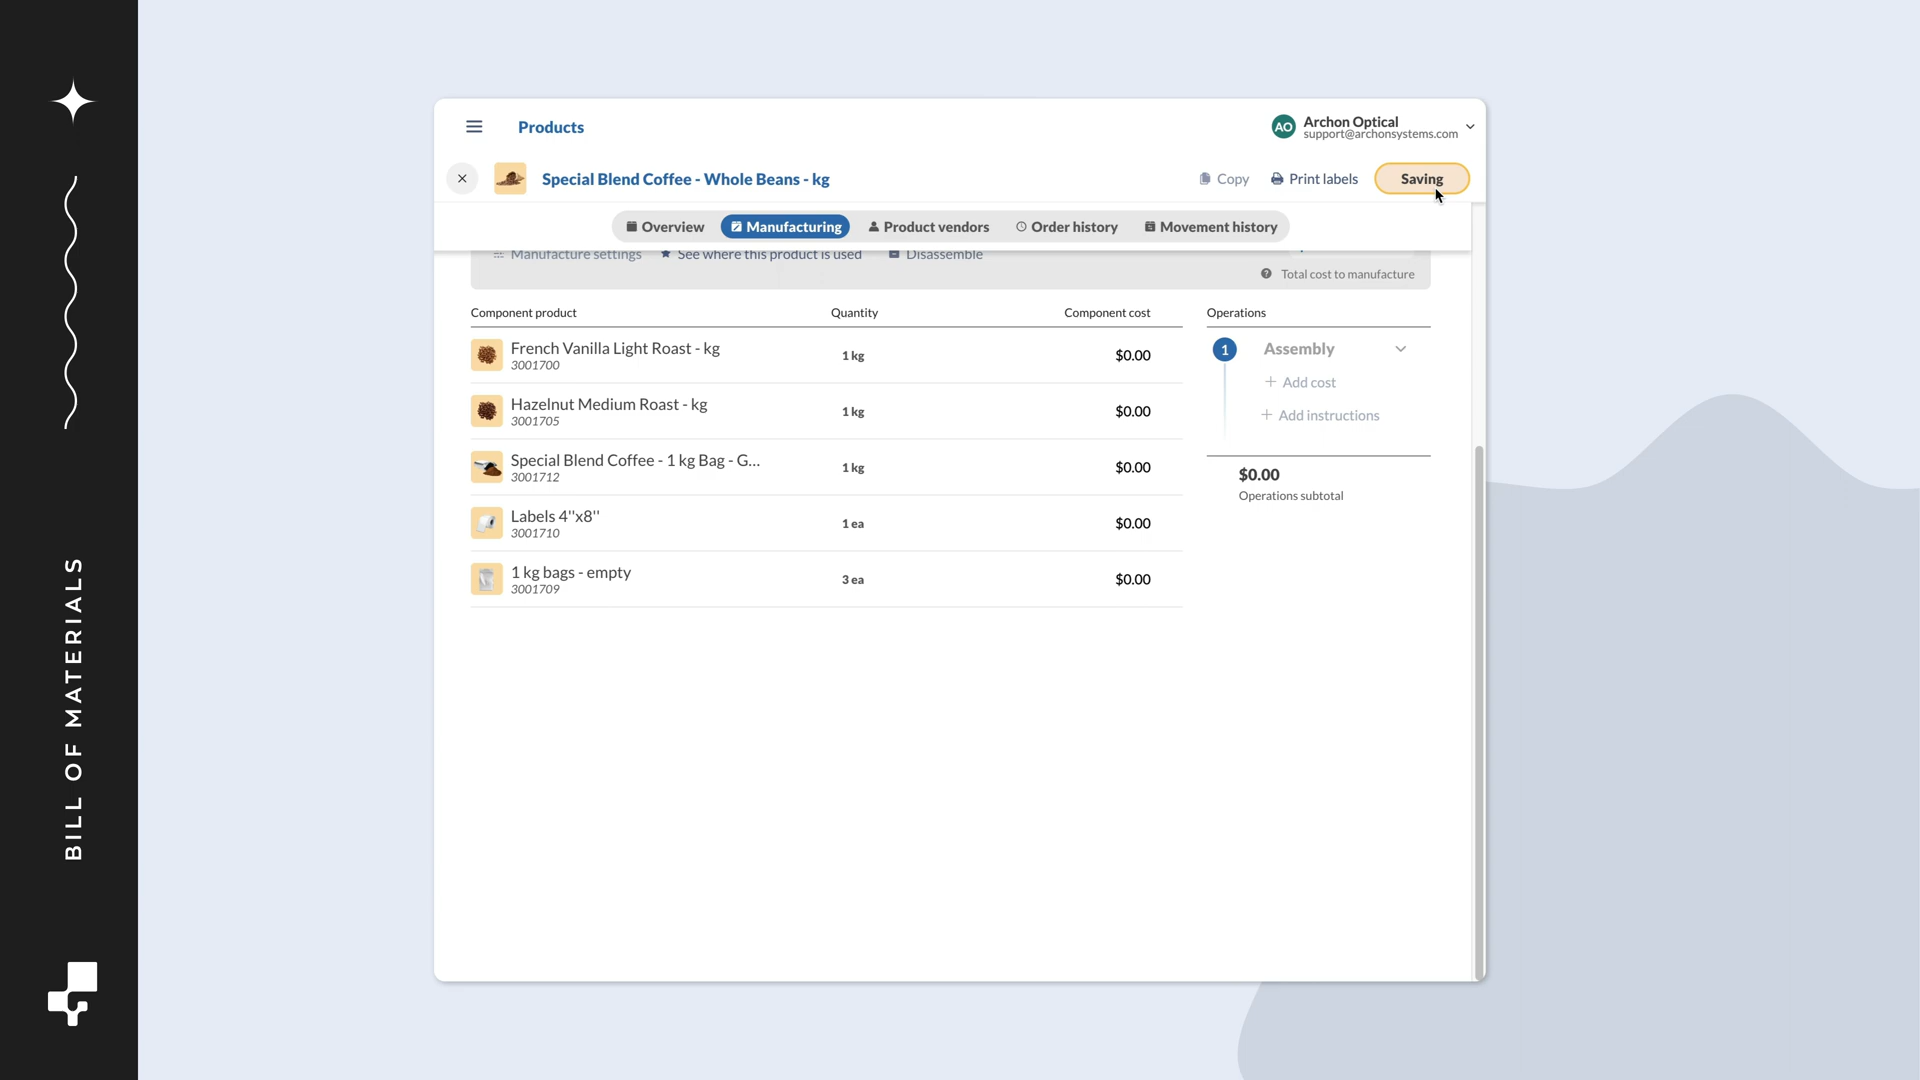 BILL OF MATERIALS
Products
AO
Archon Optical
support@archonsystems.com
Special Blend Coffee - Whole Beans - kg
Copy
Print labels
Saving
Overview
Manufacturing
Product vendors
Order history
Movement history
Manufacture settings
See where this product is used
Disassemble
Total cost to manufacture
Component product
Quantity
Component cost
French Vanilla Light Roast - kg
3001700
1 kg
$0.00
Hazelnut Medium Roast - kg
3001705
1 kg
$0.00
Special Blend Coffee - 1 kg Bag - G...
3001712
1 kg
$0.00
Labels 4''x8''
3001710
1 ea
$0.00
1 kg bags - empty
3001709
3 ea
$0.00
Operations
1
Assembly
+ Add cost
+ Add instructions
$0.00
Operations subtotal